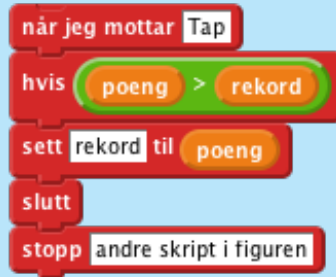 når jeg mottar Tap
hvis poeng > rekord
sett rekord til poeng
slutt
stopp andre skript i figuren